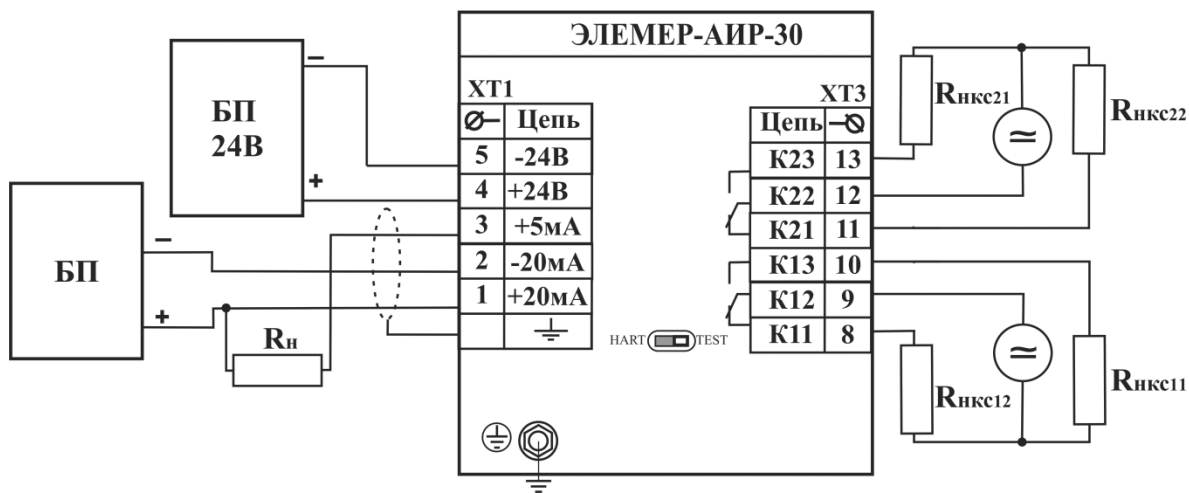 ЭЛЕМЕР-АИР-30
БП
24В
−
+
БП
−
+
Rн
XT1
Цепь
5 -24В
4 +24В
3 +5мА
2 -20мА
1 +20мА
HART TEST
XT3
Цепь
К23 13
К22 12
К21 11
К13 10
К12 9
К11 8
Rнкс21
Rнкс22
Rнкс12
Rнкс11